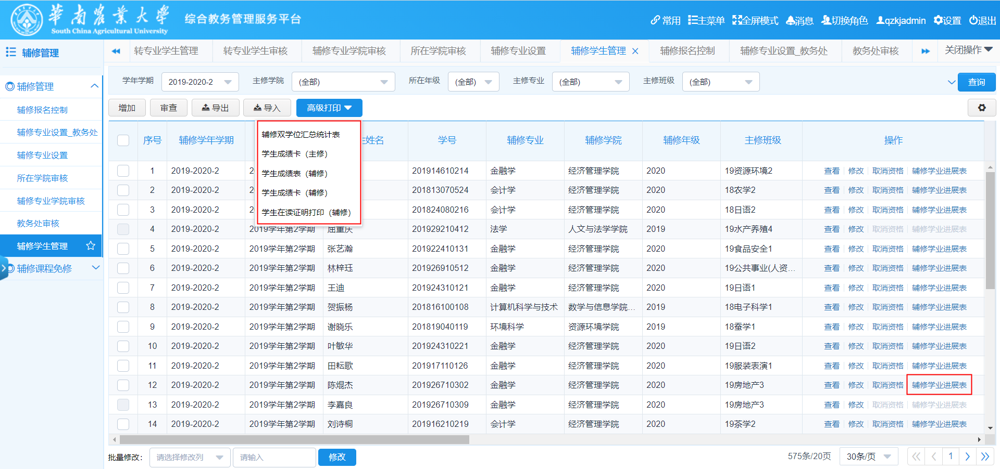 華南農業大學
South China Agricultural University
综合教务管理服务平台
常用 主菜单 全屏模式 消息 切换角色 qzkjadmin 设置 退出
辅修管理
转专业学生管理 转专业学生审核 辅修专业学院审核 所在学院审核 辅修专业设置 辅修学生管理 辅修报名控制 辅修专业设置_教务处 教务处审核 关闭操作
辅修管理
辅修报名控制
辅修专业设置_教务处
辅修专业设置
所在学院审核
辅修专业学院审核
教务处审核
辅修学生管理
辅修课程免修
学年学期 2019-2020-2 主修学院 (全部) 所在年级 (全部) 主修专业 (全部) 主修班级 (全部) 查询
增加 审查 导出 导入 高级打印
辅修双学位汇总统计表
学生成绩卡（主修）
学生成绩表（辅修）
学生成绩卡（辅修）
学生在读证明打印（辅修）
序号 辅修学年学期 生姓名 学号 辅修专业 辅修学院 辅修年级 主修班级 操作
1 2019-2020-2 2 201914610214 金融学 经济管理学院 2020 19资源环境2 查看 修改 取消资格 辅修学业进展表
2 2019-2020-2 2 201813070524 会计学 经济管理学院 2020 18农学2 查看 修改 取消资格 辅修学业进展表
3 2019-2020-2 2 201824080216 会计学 经济管理学院 2020 18日语2 查看 修改 取消资格 辅修学业进展表
4 2019-2020-2 2019学年第2学期 屈重庆 201929210412 法学 人文与法学学院 2019 19水产养殖4 查看 修改 取消资格 辅修学业进展表
5 2019-2020-2 2019学年第2学期 张艺瀚 201922410131 金融学 经济管理学院 2020 19食品安全1 查看 修改 取消资格 辅修学业进展表
6 2019-2020-2 2019学年第2学期 林梓珏 201926910512 金融学 经济管理学院 2020 19公共事业(人资... 查看 修改 取消资格 辅修学业进展表
7 2019-2020-2 2019学年第2学期 王迪 201924310121 金融学 经济管理学院 2020 19日语1 查看 修改 取消资格 辅修学业进展表
8 2019-2020-2 2019学年第2学期 贺振杨 201816100108 计算机科学与技术 数学与信息学院... 2019 18电子科学1 查看 修改 取消资格 辅修学业进展表
9 2019-2020-2 2019学年第2学期 谢晓乐 201819040119 环境科学 资源环境学院 2019 18蚕学1 查看 修改 取消资格 辅修学业进展表
10 2019-2020-2 2019学年第2学期 叶敏华 201924310221 金融学 经济管理学院 2020 19日语2 查看 修改 取消资格 辅修学业进展表
11 2019-2020-2 2019学年第2学期 田耘歌 201917110126 金融学 经济管理学院 2020 19服装表演1 查看 修改 取消资格 辅修学业进展表
12 2019-2020-2 2019学年第2学期 陈焜杰 201926710302 金融学 经济管理学院 2020 19房地产3 查看 修改 取消资格 辅修学业进展表
13 2019-2020-2 2019学年第2学期 李嘉良 201926710309 金融学 经济管理学院 2020 19房地产3 查看 修改 取消资格 辅修学业进展表
14 2019-2020-2 2019学年第2学期 刘诗桐 201916210219 会计学 经济管理学院 2020 19茶学2 查看 修改 取消资格 辅修学业进展表
批量修改： 请选择修改列 请输入 修改 575条/20页 30条/页 1